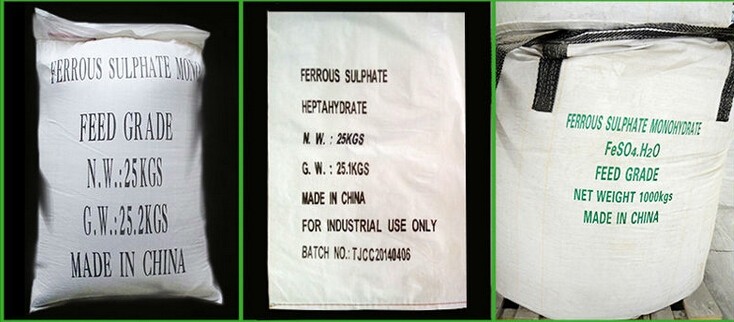 FERROUS SULPHATE MONO
FEED GRADE
N.W.:25KGS
G.W.:25.2KGS
MADE IN CHINA
FERROUS SULPHATE
HEPTAHYDRATE
N. W. : 25KGS
G. W. : 25.1KGS
MADE IN CHINA
FOR INDUSTRIAL USE ONLY
BATCH NO.:TJCC20140406
FERROUS SULPHATE MONOHYDRATE
FeSO4.H2O
FEED GRADE
NET WEIGHT 1000kgs
MADE IN CHINA